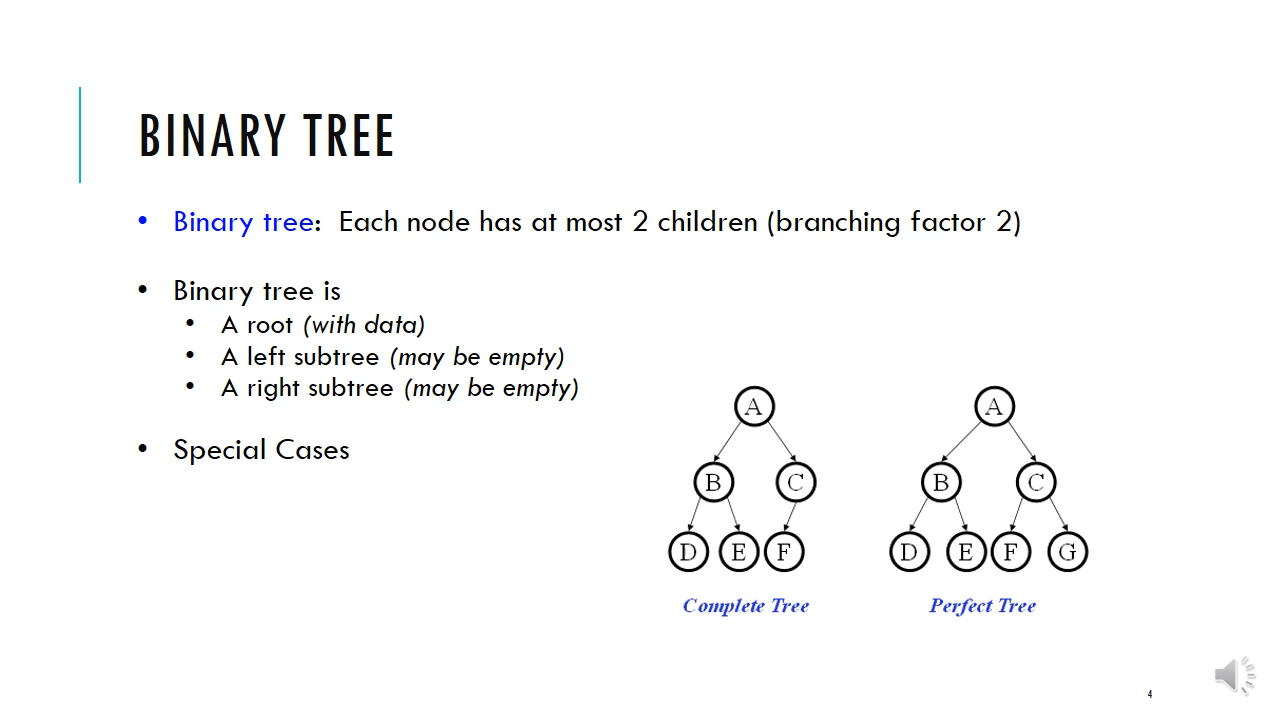 BINARY TREE
• Binary tree: Each node has at most 2 children (branching factor 2)
• Binary tree is
• A root (with data)
• A left subtree (may be empty)
• A right subtree (may be empty)
• Special Cases
A
B C
D E F
Complete Tree
A
B C
D E F G
Perfect Tree
4